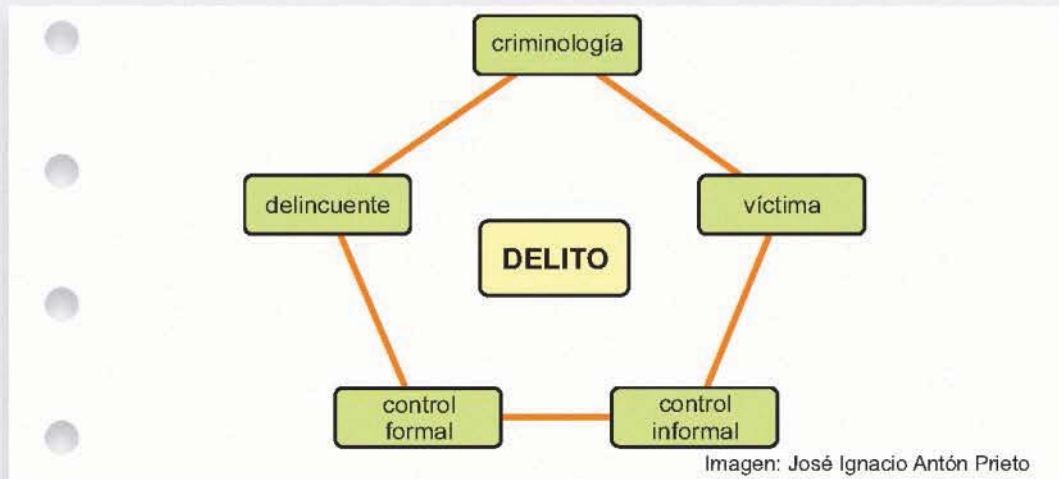 criminología
delincuente
víctima
DELITO
control
formal
control
informal
Imagen: José Ignacio Antón Prieto